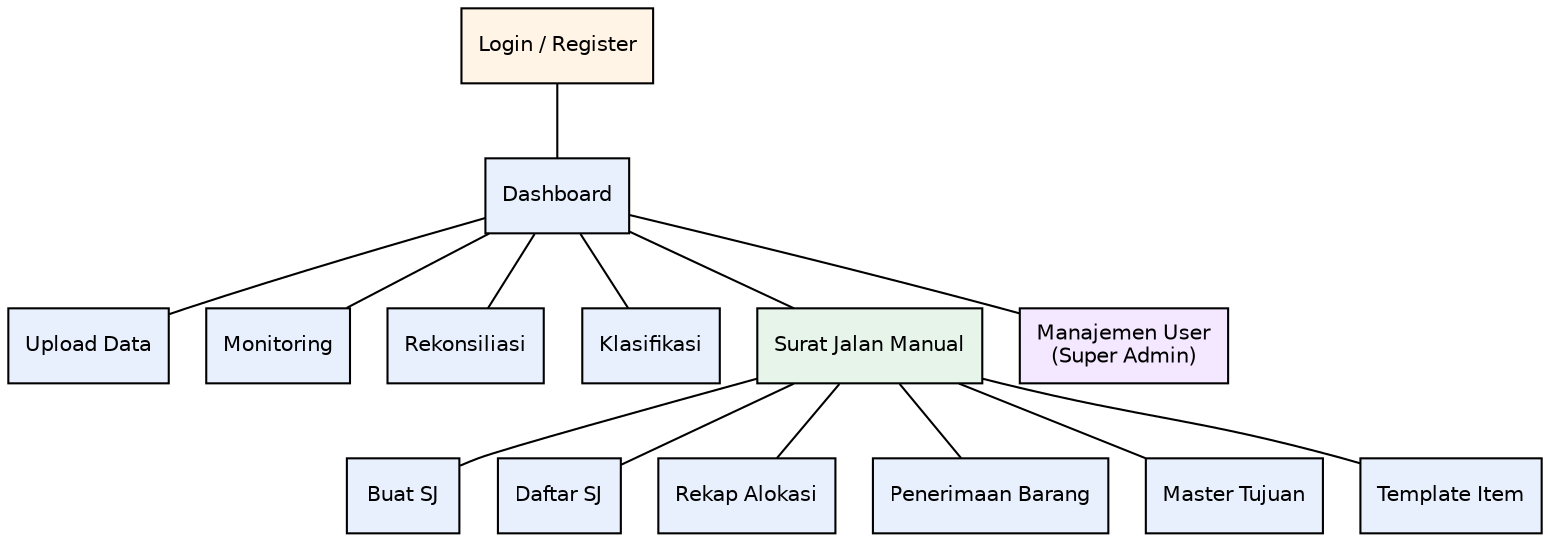 Login / Register
Dashboard
Upload Data
Monitoring
Rekonsiliasi
Klasifikasi
Surat Jalan Manual
Manajemen User
(Super Admin)
Buat SJ
Daftar SJ
Rekap Alokasi
Penerimaan Barang
Master Tujuan
Template Item